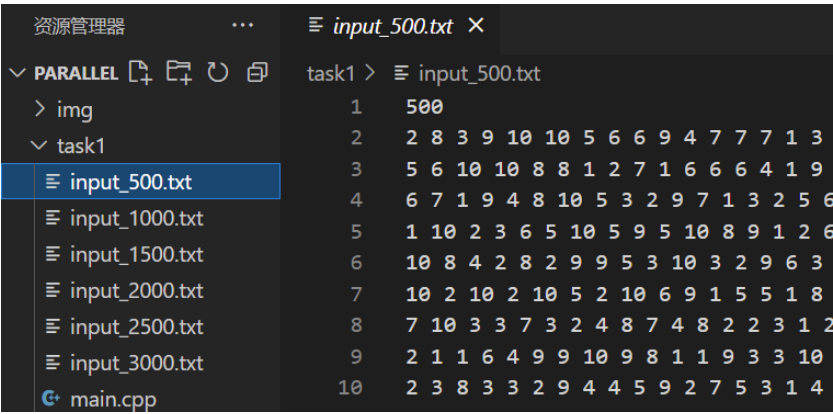 资源管理器 ...
PARALLEL
img
task1
input_500.txt
input_1000.txt
input_1500.txt
input_2000.txt
input_2500.txt
input_3000.txt
main.cpp
input_500.txt
task1 > input_500.txt
1 500
2 2 8 3 9 10 10 5 6 6 9 4 7 7 7 1 3
3 5 6 10 10 8 8 1 2 7 1 6 6 6 4 1 9
4 6 7 1 9 4 8 10 5 3 2 9 7 1 3 2 5 6
5 1 10 2 3 6 5 10 5 9 5 10 8 9 1 2 6
6 10 8 4 2 8 2 9 9 5 3 10 3 2 9 6 3
7 10 2 10 2 10 5 2 10 6 9 1 5 5 1 8
8 7 10 3 3 7 3 2 4 8 7 4 8 2 2 3 1 2
9 2 1 1 6 4 9 9 10 9 8 1 1 9 3 3 10
10 2 3 8 3 3 2 9 4 4 5 9 2 7 5 3 1 4